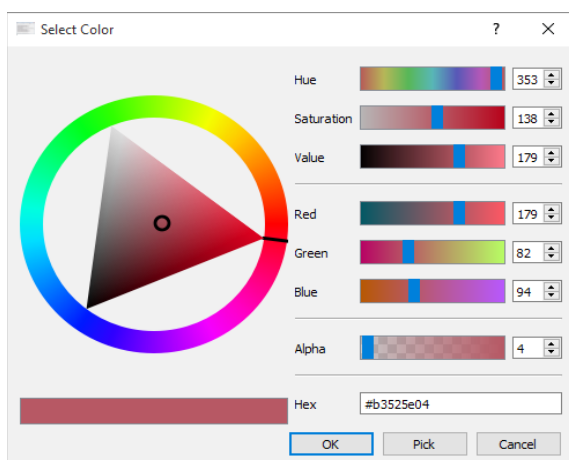 Select Color ?
Hue 353
Saturation 138
Value 179
Red 179
Green 82
Blue 94
Alpha 4
Hex #b3525e04
OK Pick Cancel